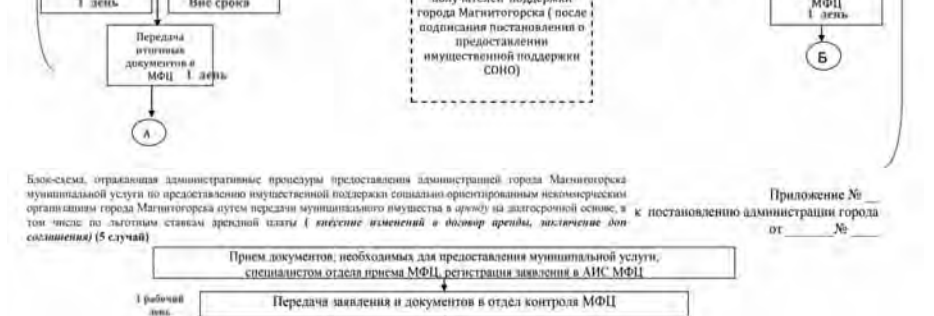 1 день
Вне срока
Передача
итоговых
документов в
МФЦ 1 день
А
получателей поддержки
города Магнитогорска ( после
подписания постановления о
предоставлении
имущественной поддержки
СОНО)
МФЦ
1 день
Б
Блок-схема, отражающая административные процедуры предоставления администрацией города Магнитогорска
муниципальной услуги по предоставлению имущественной поддержки социально ориентированным некоммерческим
организациям города Магнитогорска путем передачи муниципального имущества в аренду на долгосрочной основе, в
том числе по льготным ставкам арендной платы ( внесение изменений в договор аренды, заключение доп
соглашения) (5 случай)
Приложение № __
к постановлению администрации города
от ______ № ____
Прием документов, необходимых для предоставления муниципальной услуги,
специалистом отдела приема МФЦ, регистрация заявления в АИС МФЦ
1 рабочий
день
Передача заявления и документов в отдел контроля МФЦ